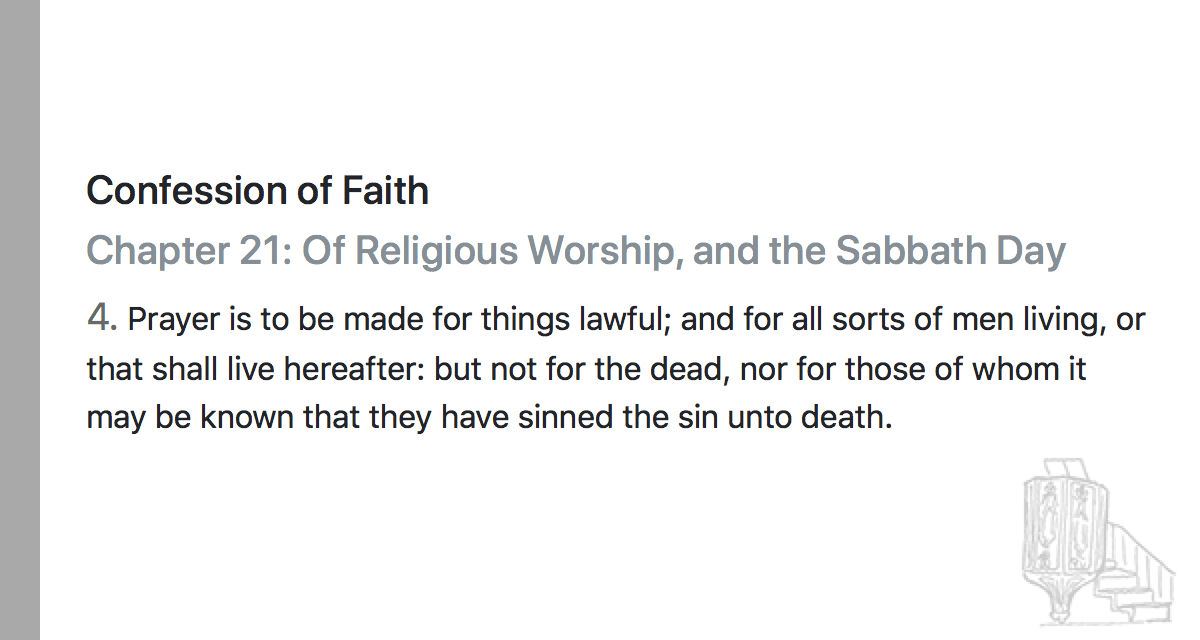 Confession of Faith
Chapter 21: Of Religious Worship, and the Sabbath Day
4. Prayer is to be made for things lawful; and for all sorts of men living, or
that shall live hereafter: but not for the dead, nor for those of whom it
may be known that they have sinned the sin unto death.